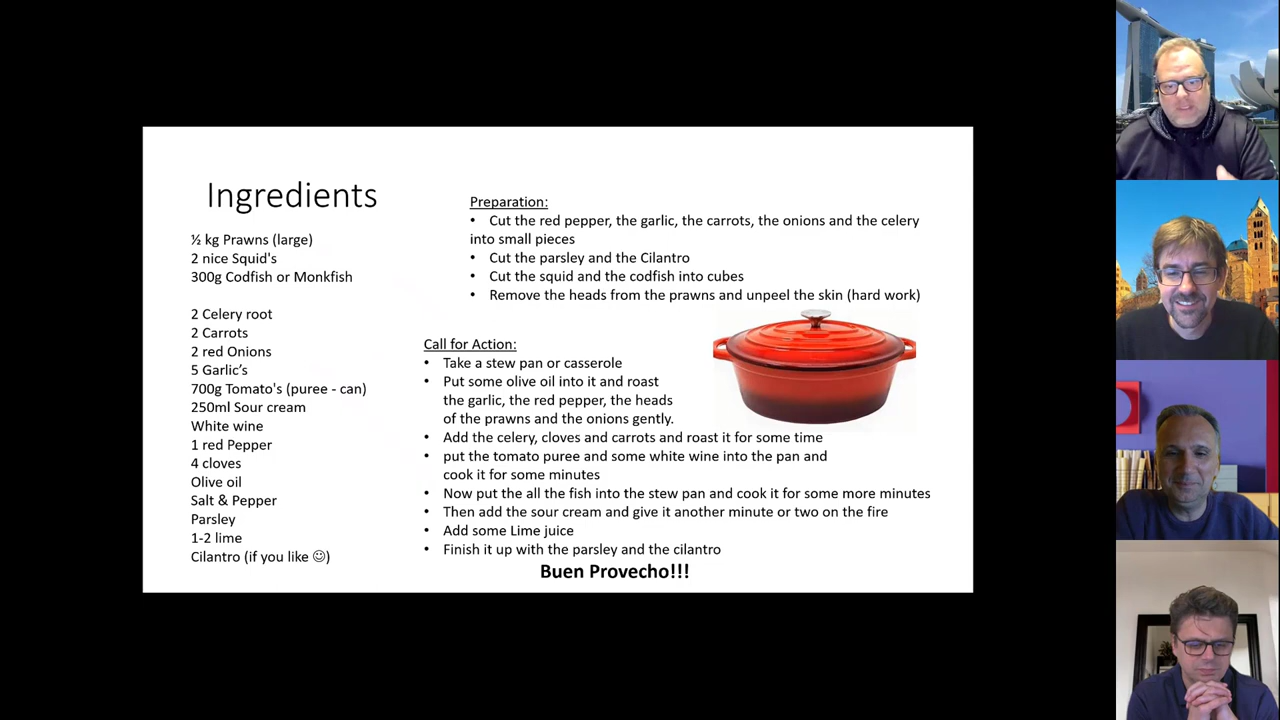 Ingredients
½ kg Prawns (large)
2 nice Squid's
300g Codfish or Monkfish
2 Celery root
2 Carrots
2 red Onions
5 Garlic's
700g Tomato's (puree - can)
250ml Sour cream
White wine
1 red Pepper
4 cloves
Olive oil
Salt & Pepper
Parsley
1-2 lime
Cilantro (if you like ☺)
Preparation:
• Cut the red pepper, the garlic, the carrots, the onions and the celery
into small pieces
• Cut the parsley and the Cilantro
• Cut the squid and the codfish into cubes
• Remove the heads from the prawns and unpeel the skin (hard work)
Call for Action:
• Take a stew pan or casserole
• Put some olive oil into it and roast
the garlic, the red pepper, the heads
of the prawns and the onions gently.
• Add the celery, cloves and carrots and roast it for some time
• put the tomato puree and some white wine into the pan and
cook it for some minutes
• Now put the all the fish into the stew pan and cook it for some more minutes
• Then add the sour cream and give it another minute or two on the fire
• Add some Lime juice
• Finish it up with the parsley and the cilantro
Buen Provecho!!!